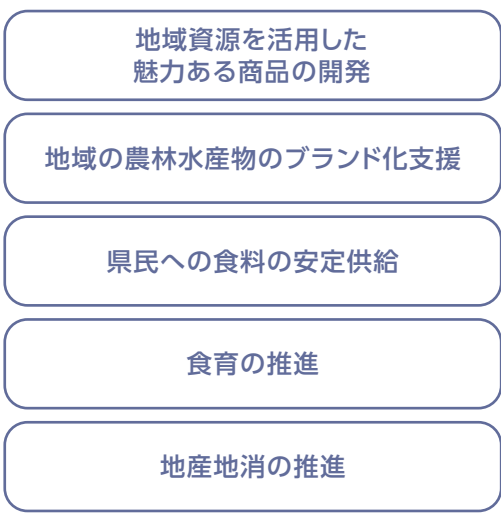 地域資源を活用した
魅力ある商品の開発
地域の農林水産物のブランド化支援
県民への食料の安定供給
食育の推進
地産地消の推進